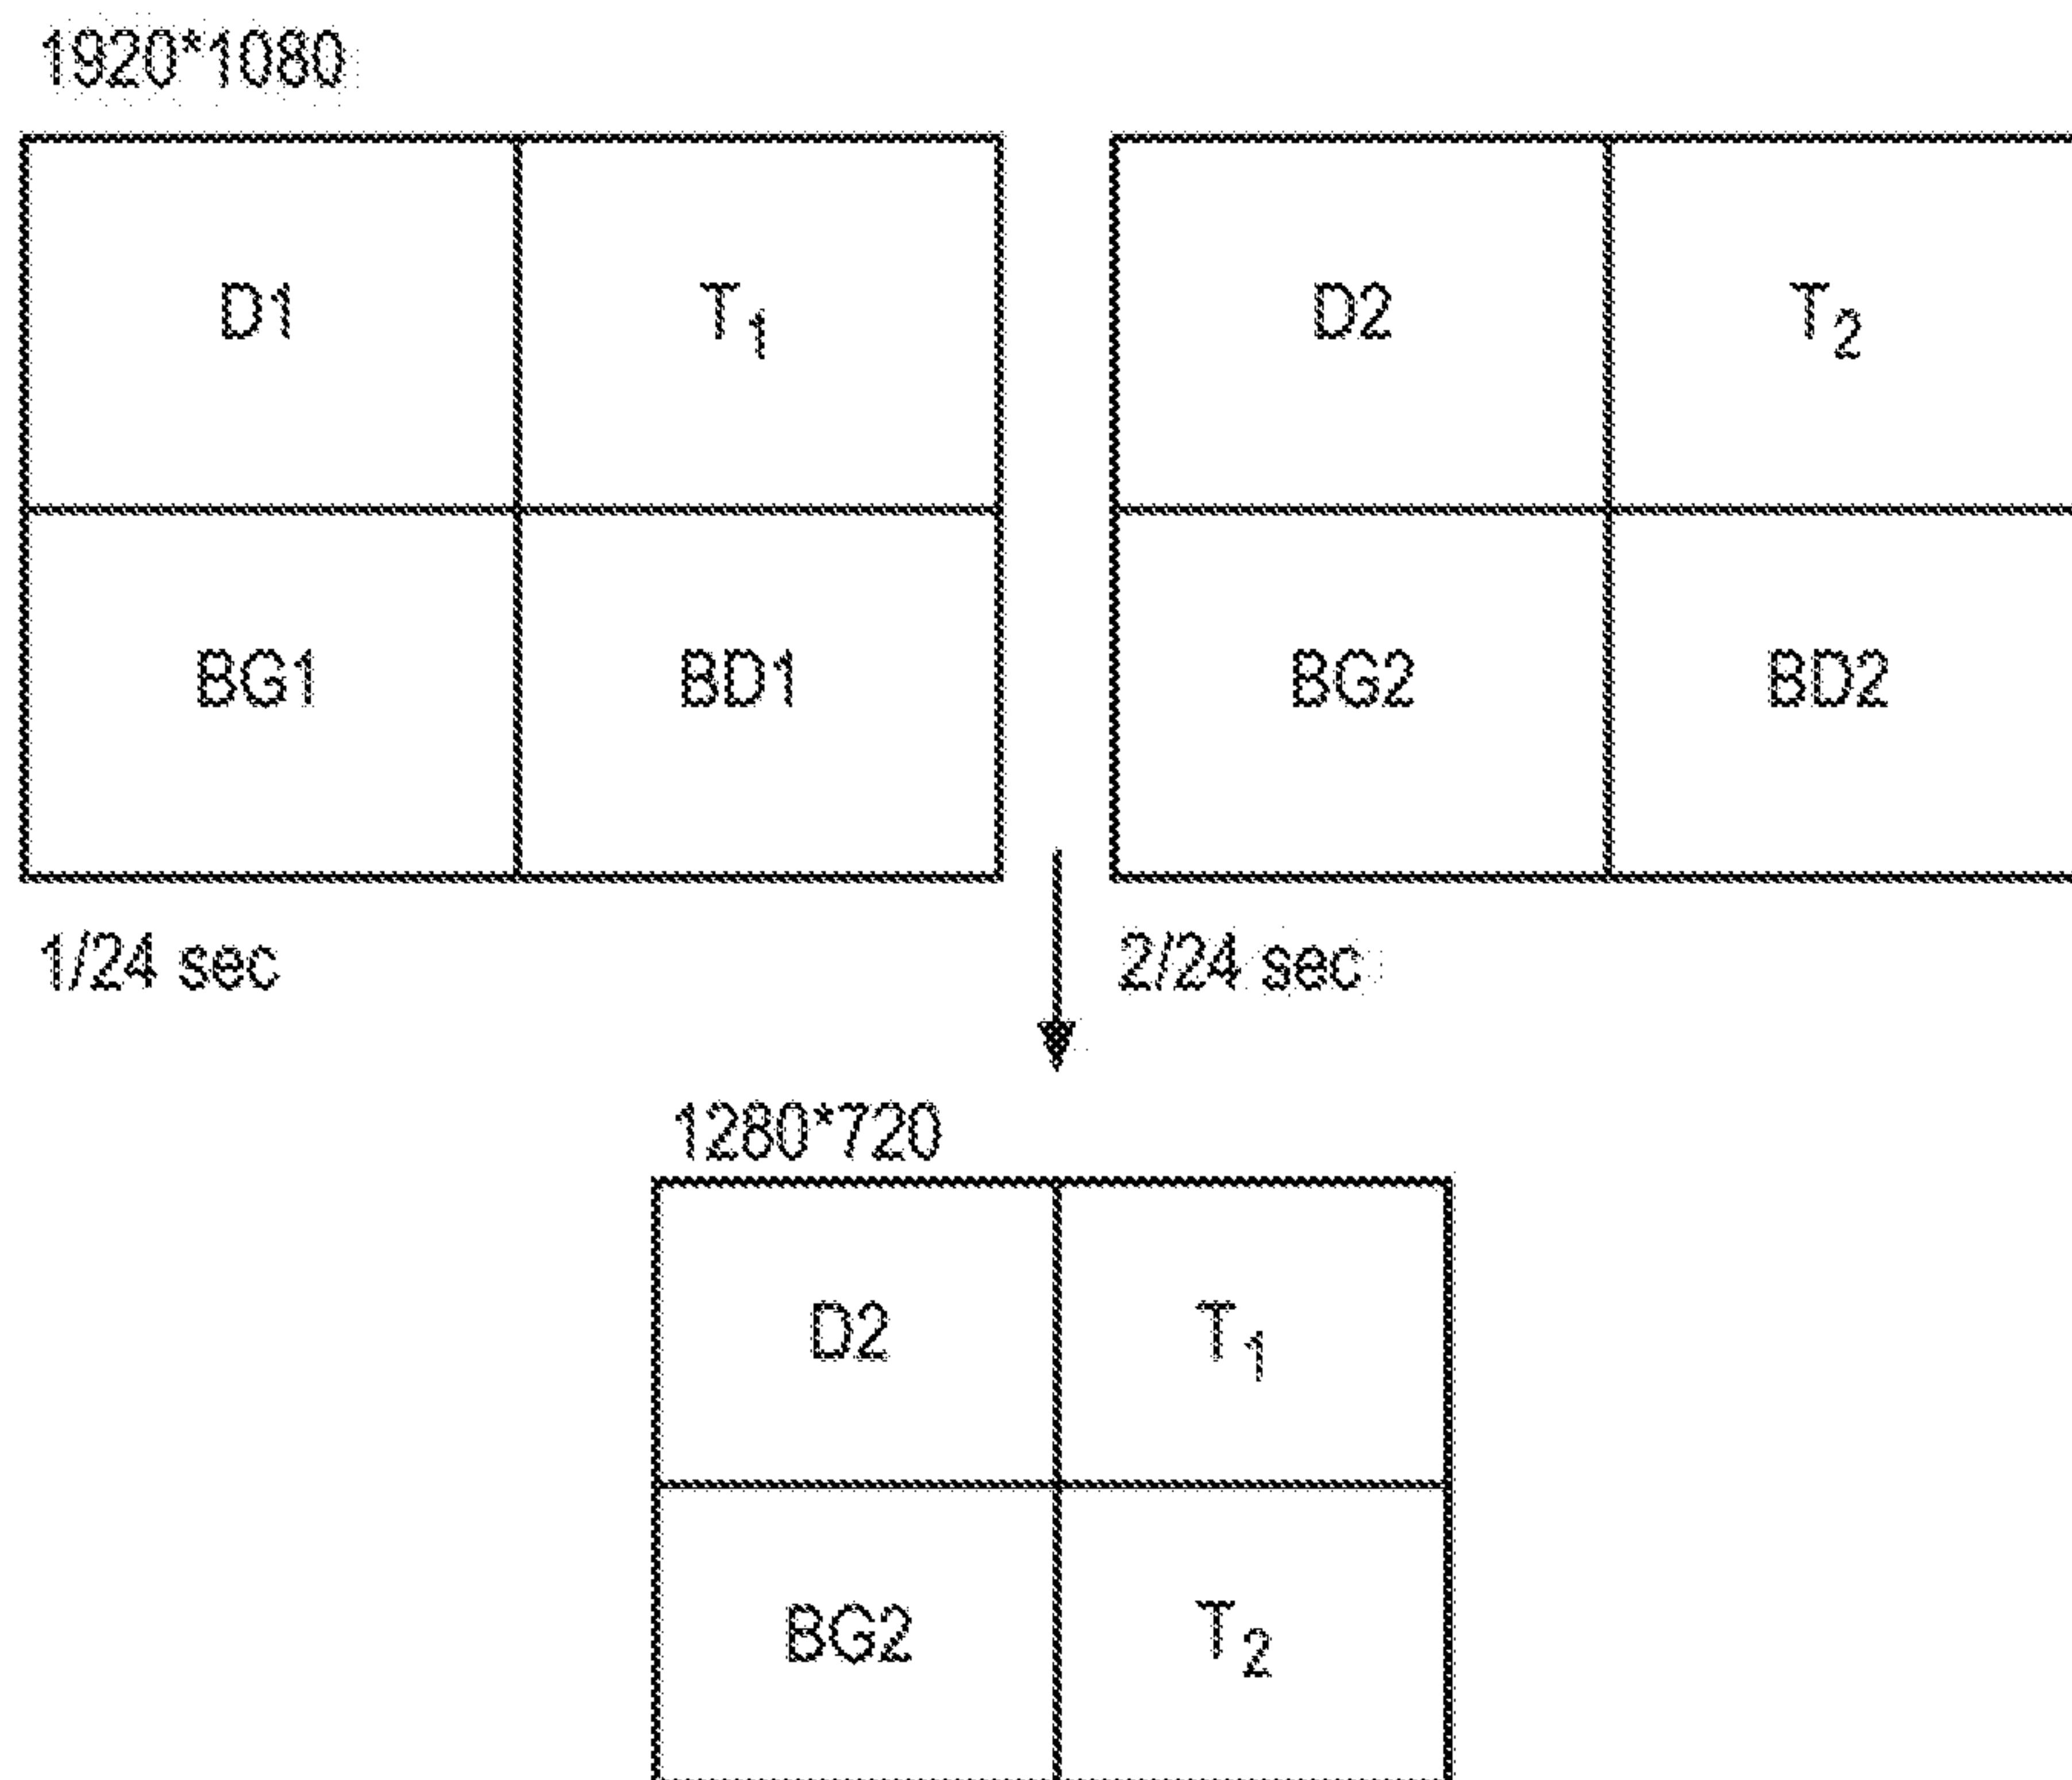 1920*1080
D1 T₁ D2 T₂
BG1 BD1 BG2 BD2
1/24 sec 2/24 sec
1280*720
D2 T₁
BG2 T₂